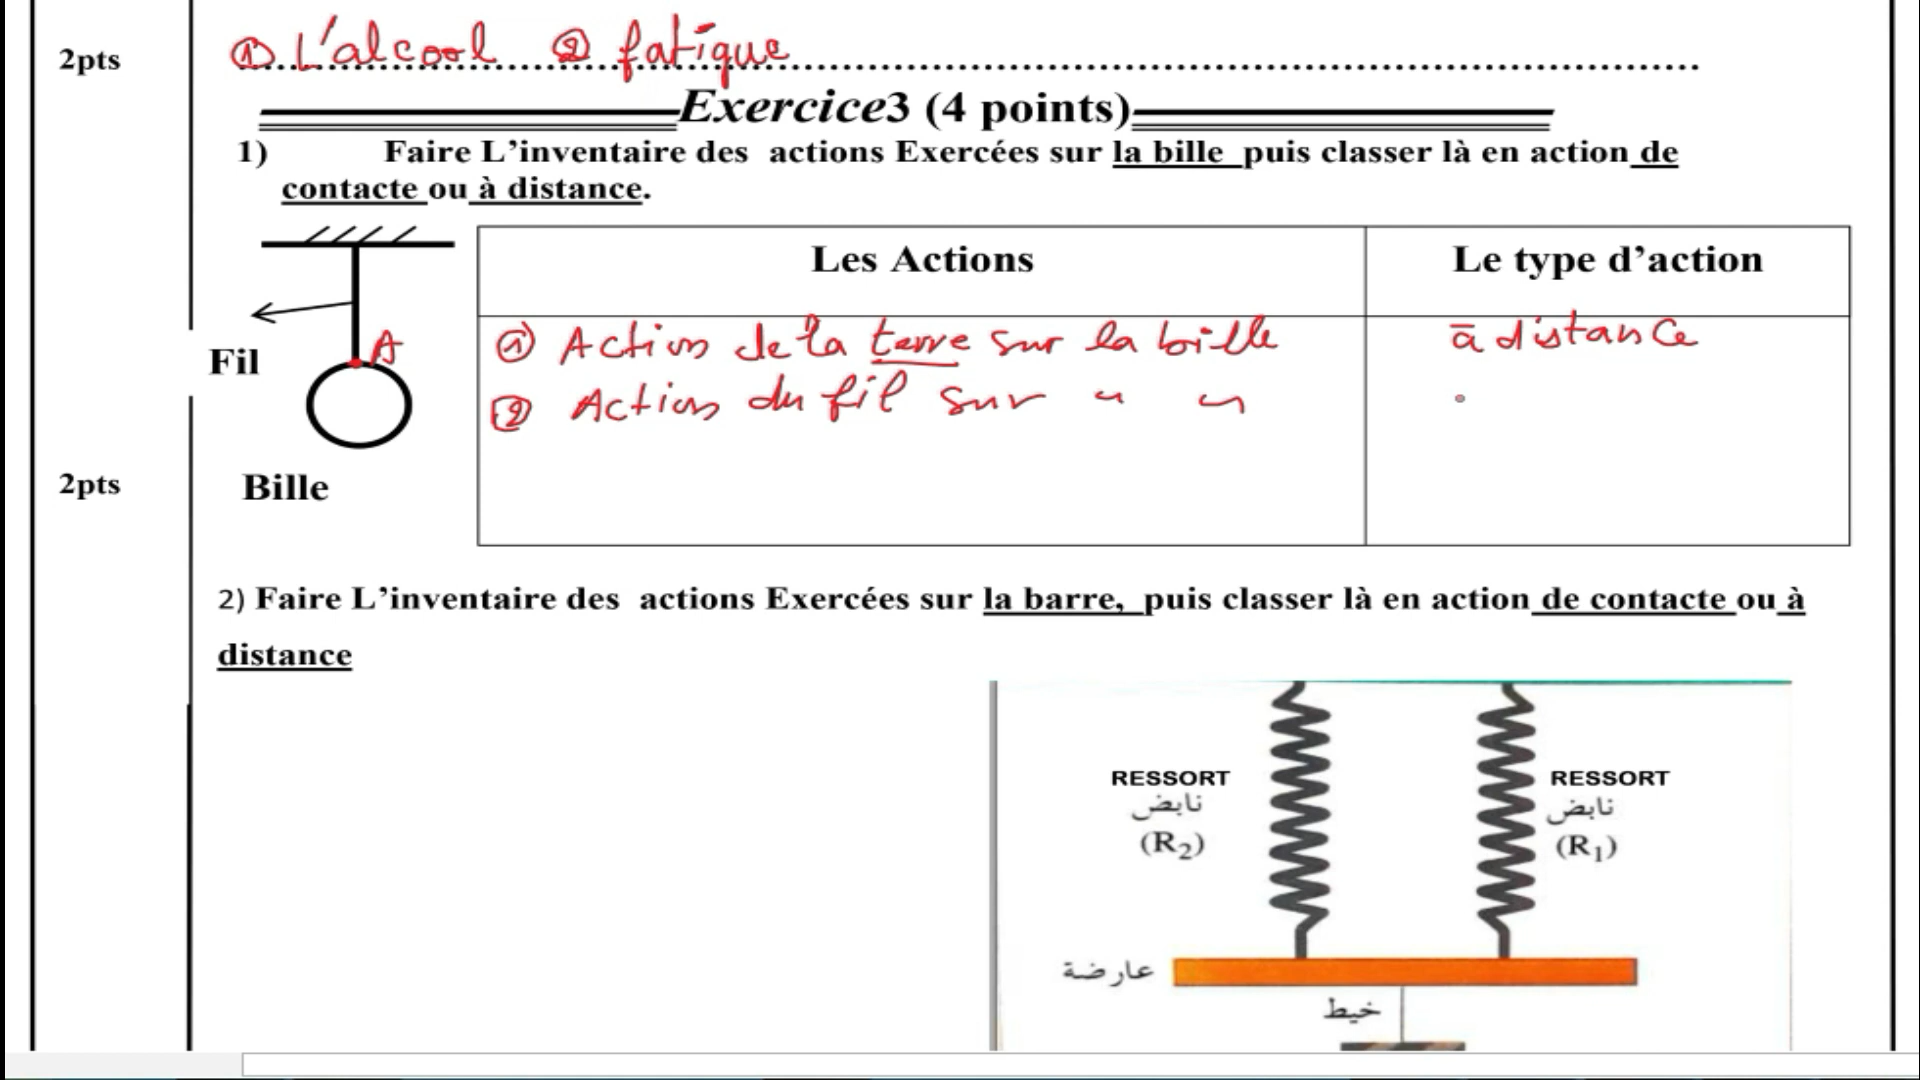 2pts
① L'alcool ② fatigue
Exercice3 (4 points)
1) Faire L’inventaire des actions Exercées sur la bille puis classer là en action de
contacte ou à distance.
Les Actions
Le type d’action
① Action de la terre sur la bille
à distance
② Action du fil sur " "
A
Fil
Bille
2pts
2) Faire L’inventaire des actions Exercées sur la barre, puis classer là en action de contacte ou à
distance
RESSORT
نابض
(R2)
RESSORT
نابض
(R1)
عارضة
خيط